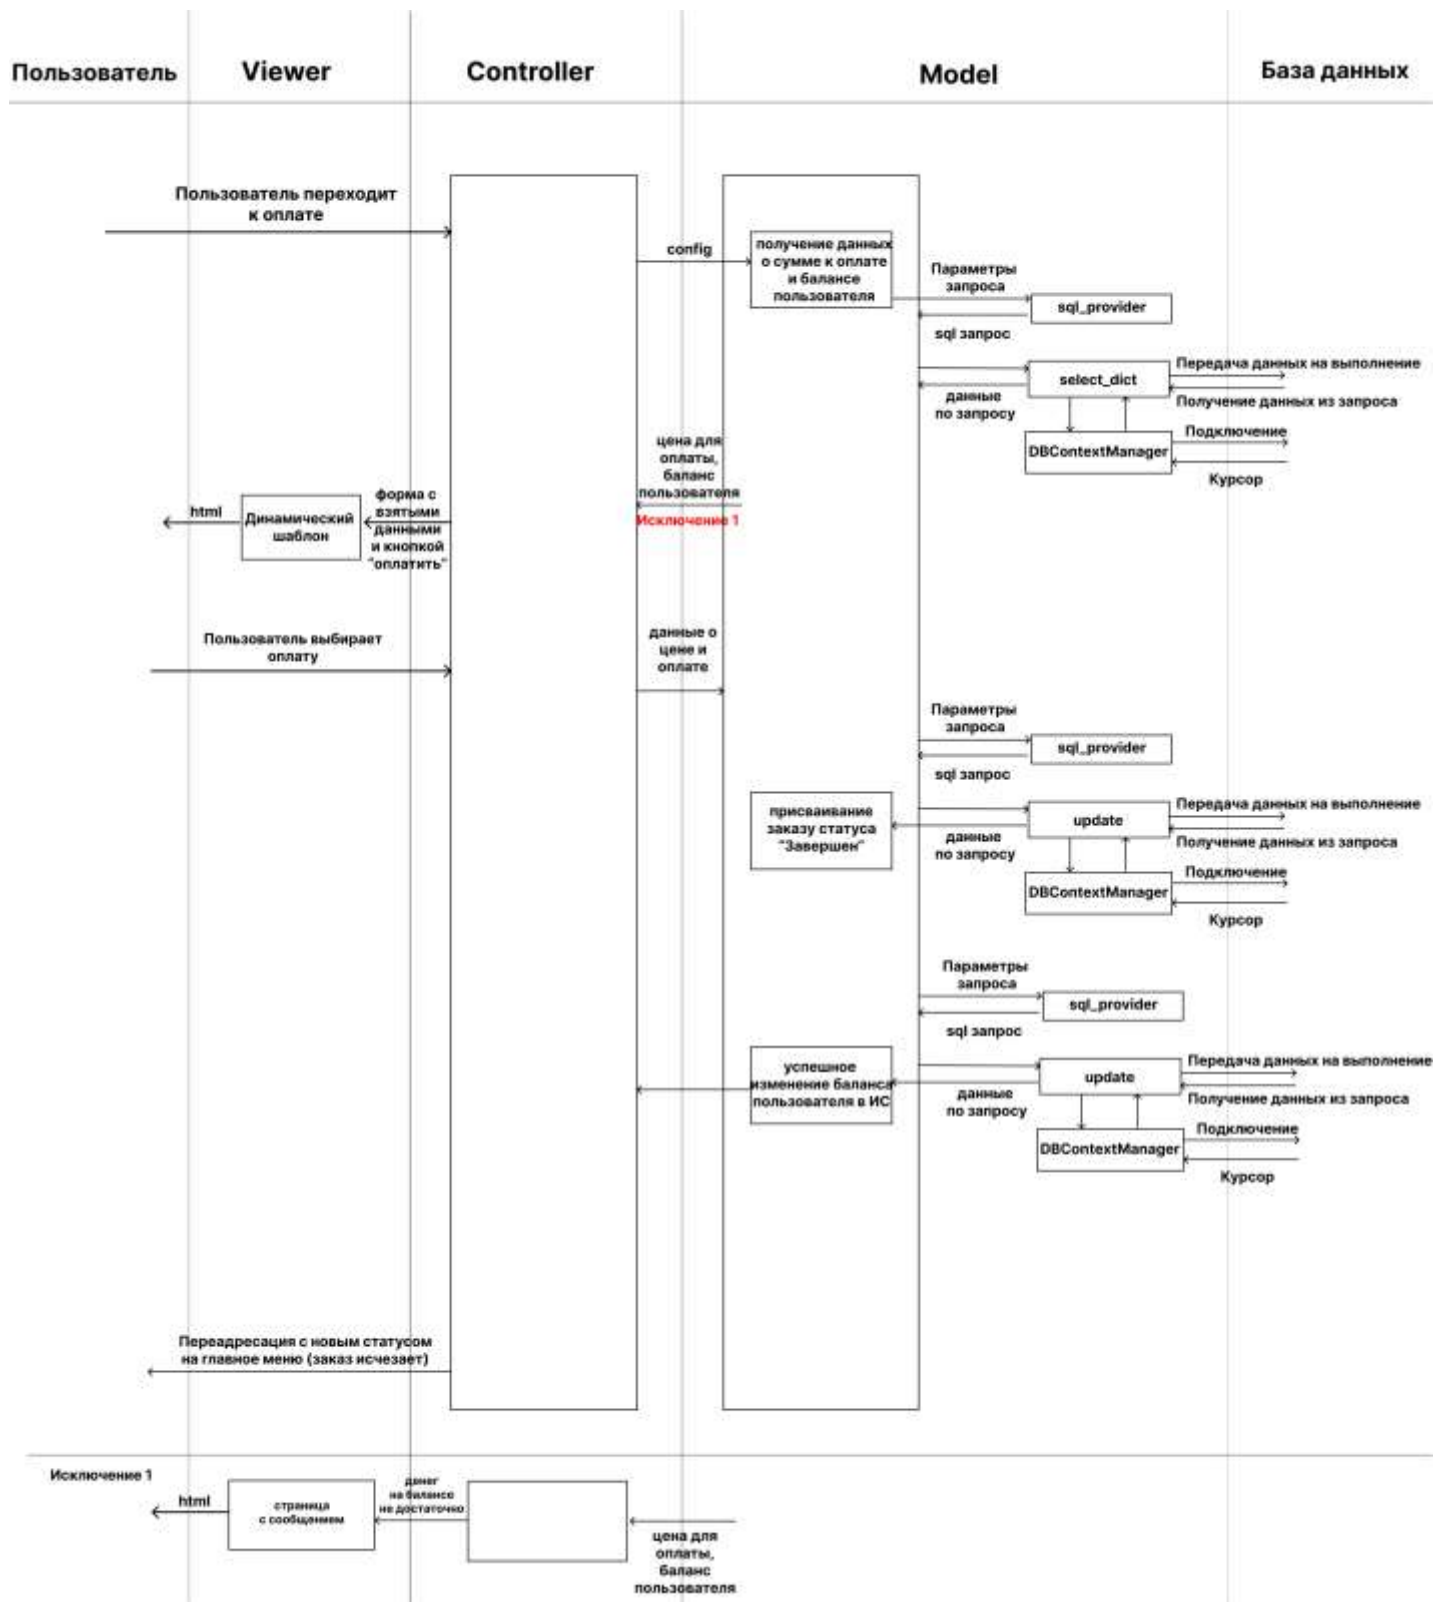 Пользователь
Viewer
Controller
Model
База данных
Пользователь переходит
к оплате
config
получение данных
о сумме к оплате
и балансе
пользователя
Параметры
запроса
sql_provider
sql запрос
select_dict
Передача данных на выполнение
данные
по запросу
Получение данных из запроса
DBContextManager
Подключение
Курсор
цена для
оплаты,
баланс
пользователя
Исключение 1
html
Динамический
шаблон
форма с
взятыми
данными
и кнопкой
"оплатить"
Пользователь выбирает
оплату
данные о
цене и
оплате
Параметры
запроса
sql_provider
sql запрос
присваивание
заказу статуса
"Завершен"
update
Передача данных на выполнение
данные
по запросу
Получение данных из запроса
DBContextManager
Подключение
Курсор
Параметры
запроса
sql_provider
sql запрос
успешное
изменение баланса
пользователя в ИС
update
Передача данных на выполнение
данные
по запросу
Получение данных из запроса
DBContextManager
Подключение
Курсор
Переадресация с новым статусом
на главное меню (заказ исчезает)
Исключение 1
html
страница
с сообщением
денег
на балансе
не достаточно
цена для
оплаты,
баланс
пользователя